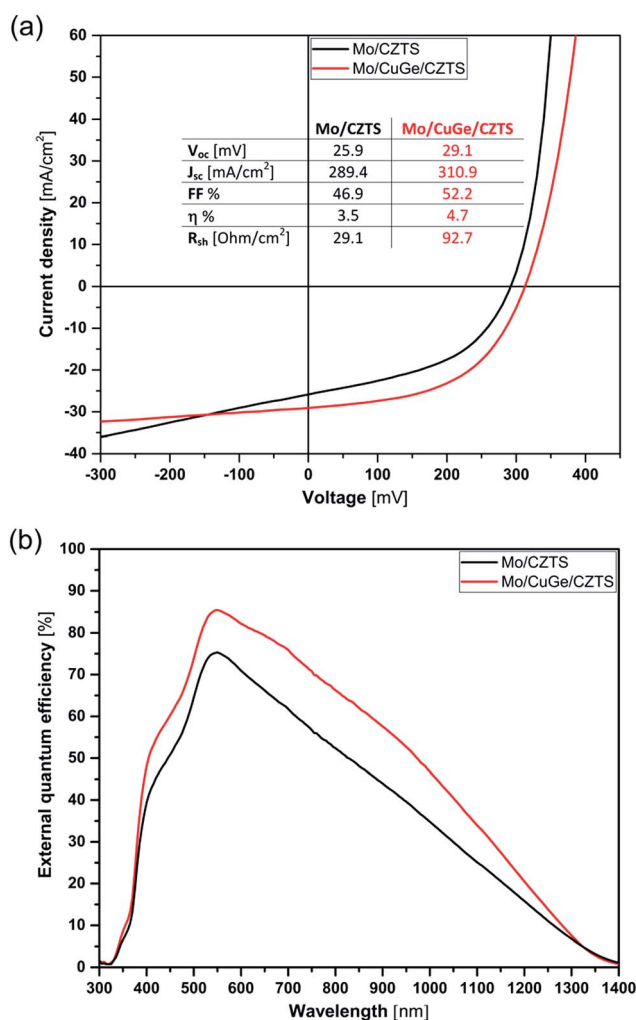 (a)
60
50
40
30
20
10
0
-10
-20
-30
-40
Current density [mA/cm²]
Mo/CZTS
Mo/CuGe/CZTS
Mo/CZTS Mo/CuGe/CZTS
Voc [mV] 25.9 29.1
Jsc [mA/cm²] 289.4 310.9
FF % 46.9 52.2
η % 3.5 4.7
Rsh [Ohm/cm²] 29.1 92.7
-300 -200 -100 0 100 200 300 400
Voltage [mV]
(b)
100
90
80
70
60
50
40
30
20
10
0
External quantum efficiency [%]
Mo/CZTS
Mo/CuGe/CZTS
300 400 500 600 700 800 900 1000 1100 1200 1300 1400
Wavelength [nm]